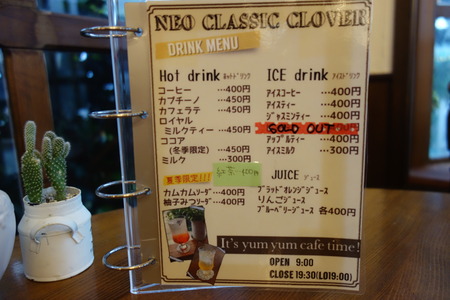 NEO CLASSIC CLOVER
DRINK MENU
Hot drink ホットドリンク
コーヒー …400円
カプチーノ …450円
カフェラテ …450円
ロイヤル
ミルクティー …450円
ココア
(冬季限定) …450円
ミルク …300円
夏季限定!!!
カムカムソーダ…400円
柚子みつソーダ…400円
紅茶…400円
ICE drink アイスドリンク
アイスコーヒー …400円
アイスティー …400円
ジャスミンティー …400円
SOLD OUT
アップルティー …400円
アイスミルク …300円
JUICE ジュース
ブラッドオレンジジュース
りんごジュース
ブルーベリージュース 各400円
It's yum yum cafe time!
OPEN 9:00
CLOSE 19:30(LO19:00)